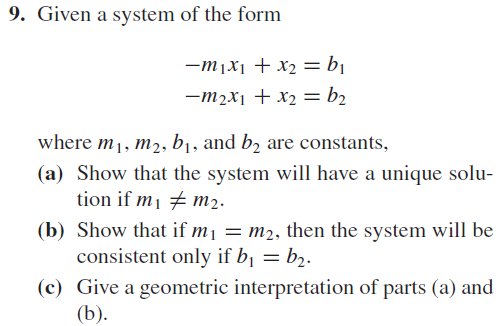 9. Given a system of the form
−m₁x₁ + x₂ = b₁
−m₂x₁ + x₂ = b₂
where m₁, m₂, b₁, and b₂ are constants,
(a) Show that the system will have a unique solu-
tion if m₁ ≠ m₂.
(b) Show that if m₁ = m₂, then the system will be
consistent only if b₁ = b₂.
(c) Give a geometric interpretation of parts (a) and
(b).